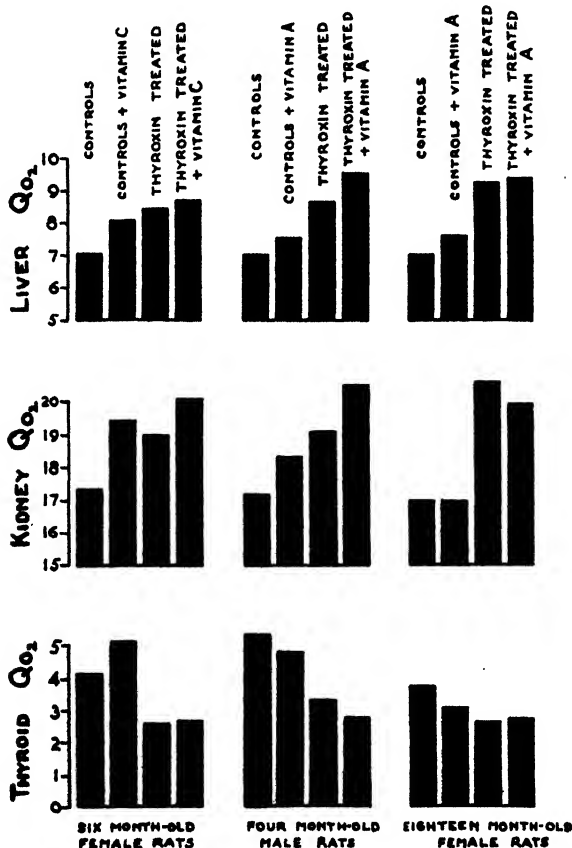 CONTROLS
CONTROLS + VITAMIN C
THYROXIN TREATED
THYROXIN TREATED
+ VITAMIN C
CONTROLS
CONTROLS + VITAMIN A
THYROXIN TREATED
THYROXIN TREATED
+ VITAMIN A
CONTROLS
CONTROLS
+ VITAMIN A
THYROXIN TREATED
THYROXIN TREATED
+ VITAMIN A
LIVER QO2
10
9
8
7
6
5
KIDNEY QO2
20
19
18
17
16
15
THYROID QO2
5
4
3
2
1
0
SIX MONTH-OLD
FEMALE RATS
FOUR MONTH-OLD
MALE RATS
EIGHTEEN MONTH-OLD
FEMALE RATS